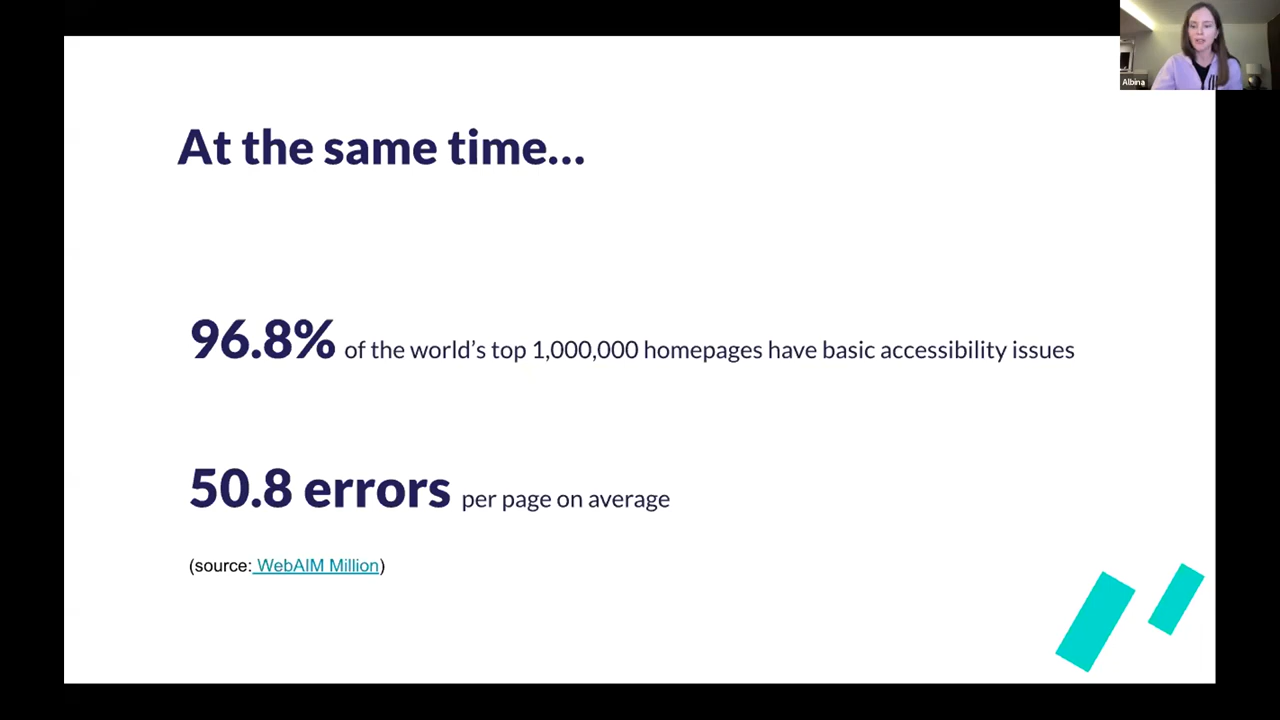 Albina
At the same time...
96.8% of the world's top 1,000,000 homepages have basic accessibility issues
50.8 errors per page on average
(source: WebAIM Million)